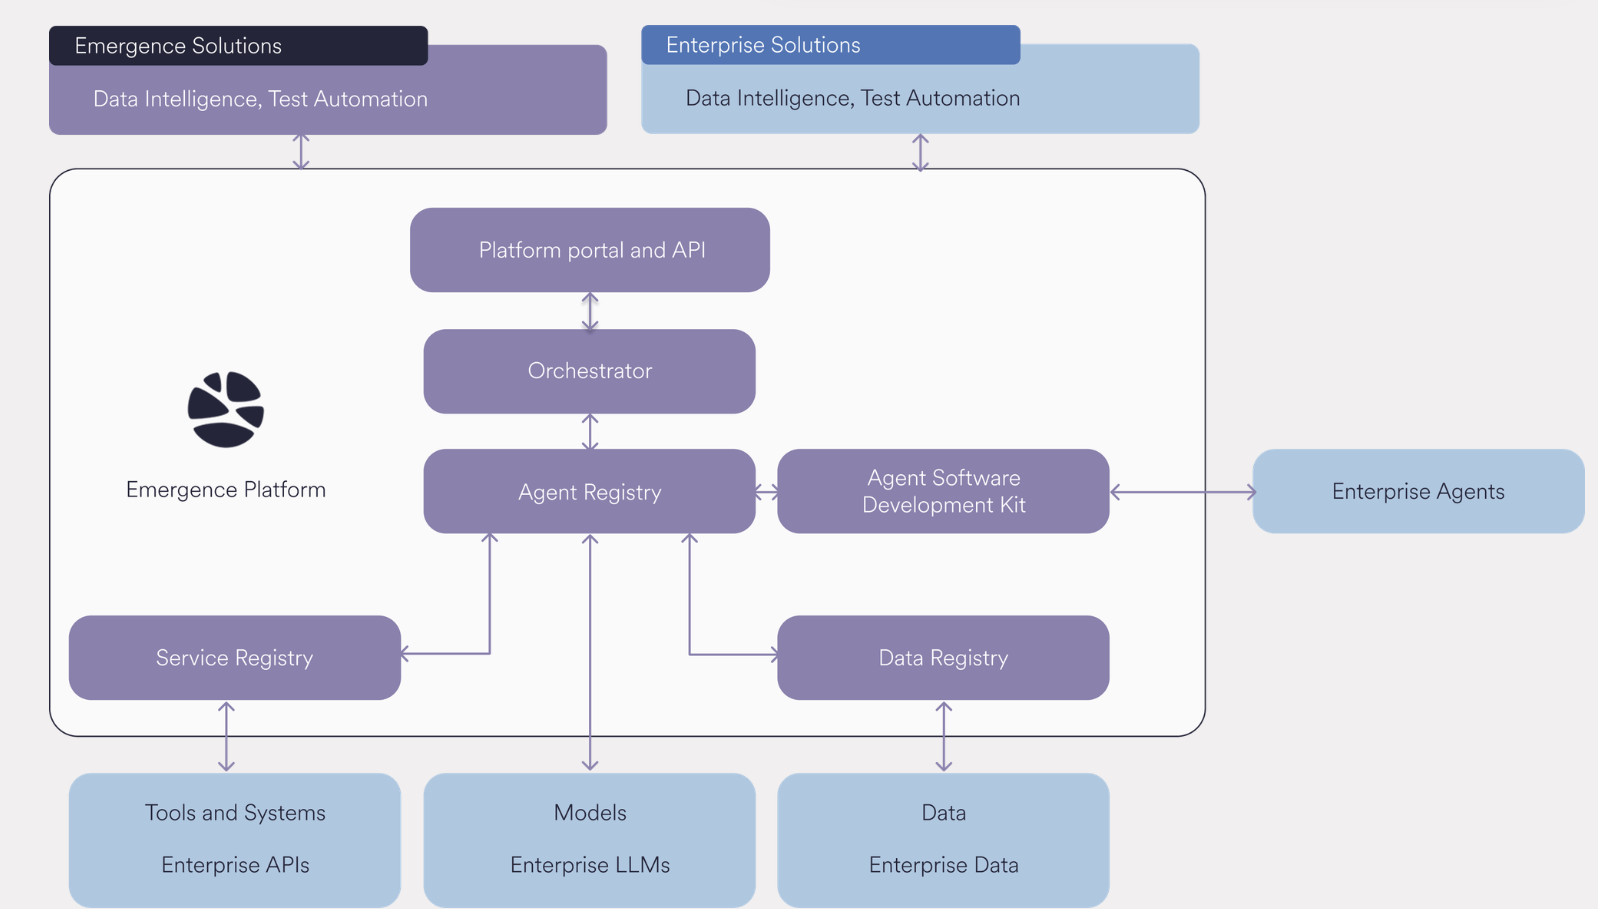 Emergence Solutions
Data Intelligence, Test Automation
Enterprise Solutions
Data Intelligence, Test Automation
Platform portal and API
Orchestrator
Emergence Platform
Agent Registry
Agent Software
Development Kit
Enterprise Agents
Service Registry
Data Registry
Tools and Systems
Enterprise APIs
Models
Enterprise LLMs
Data
Enterprise Data